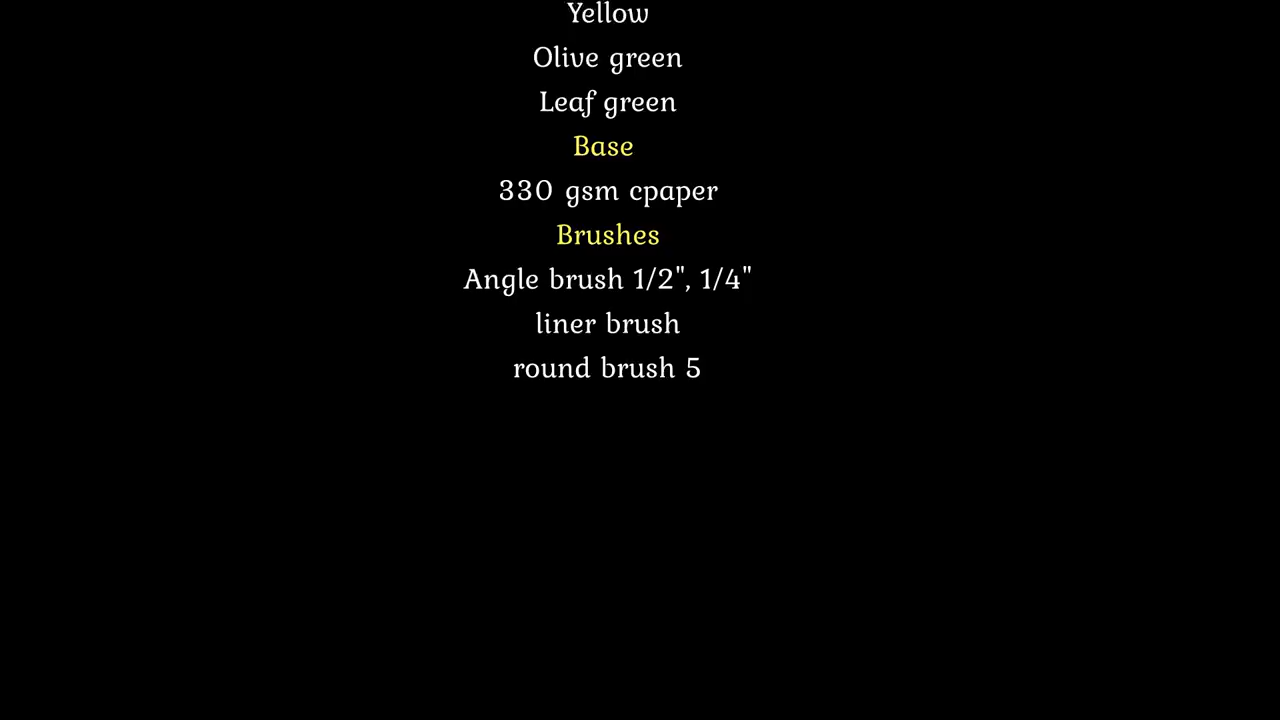 Yellow
Olive green
Leaf green
Base
330 gsm cpaper
Brushes
Angle brush 1/2", 1/4"
liner brush
round brush 5